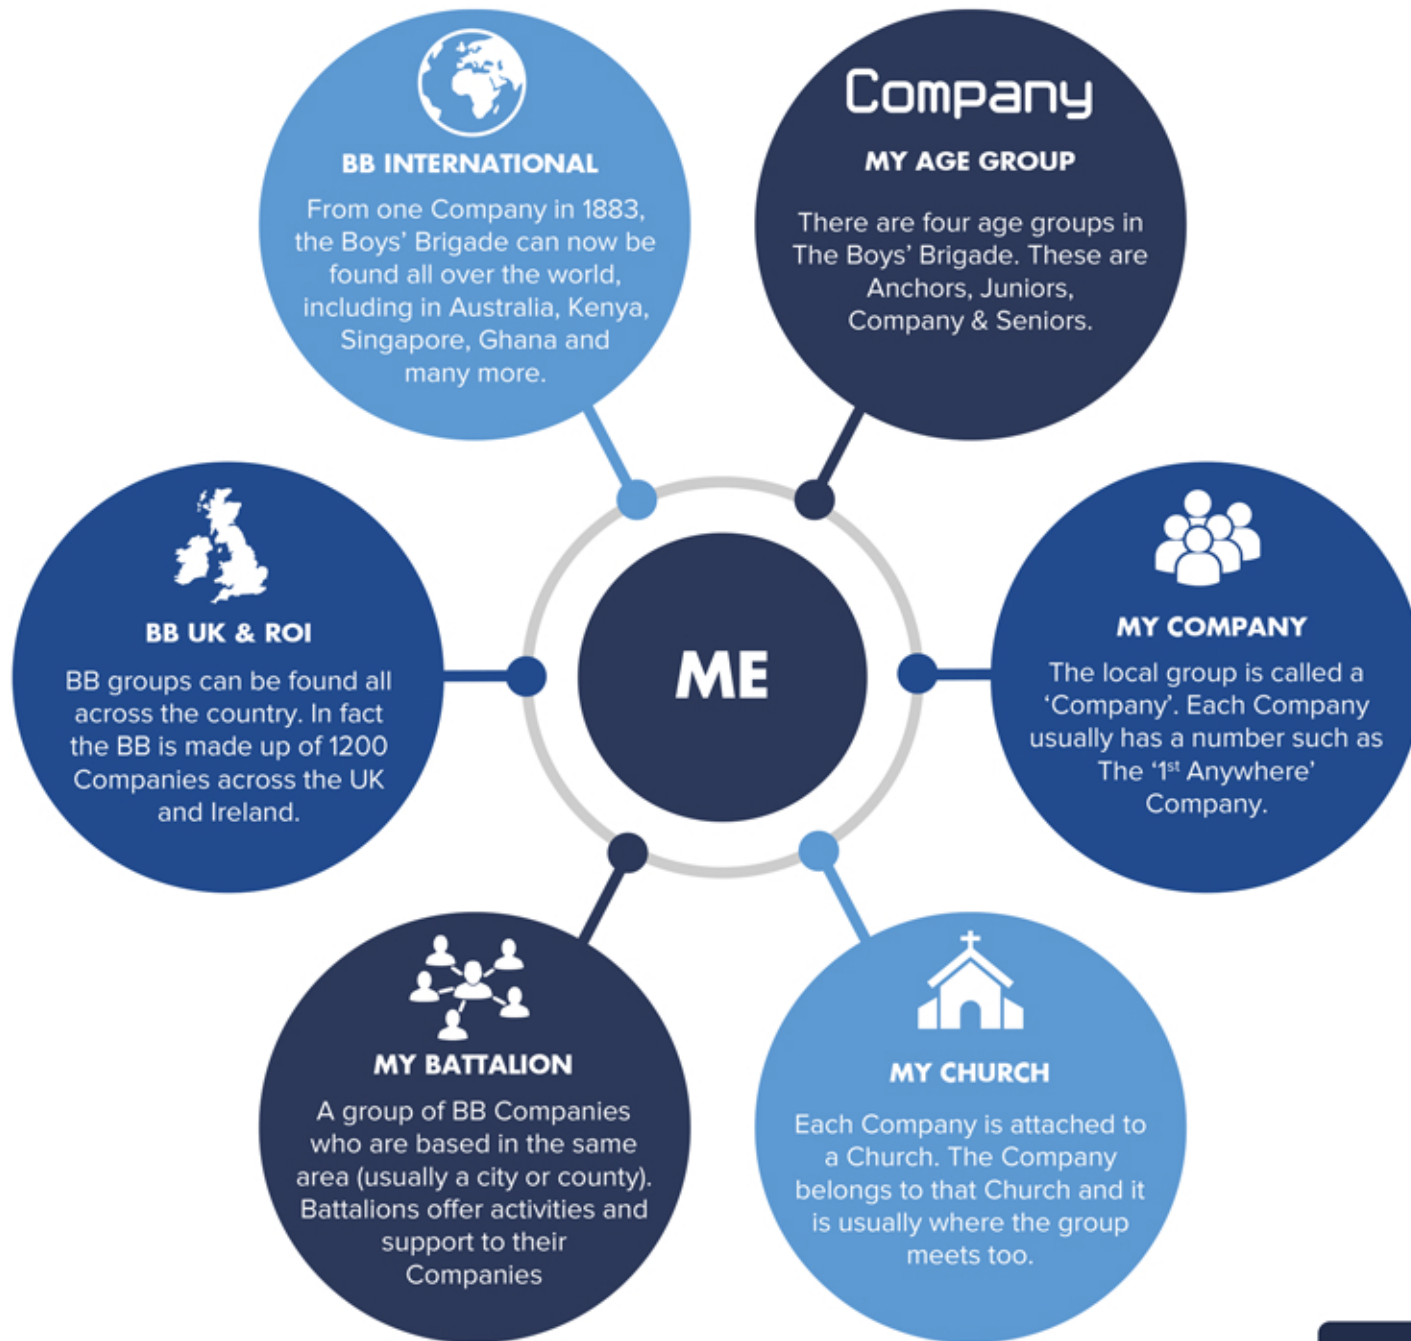 BB INTERNATIONAL
From one Company in 1883,
the Boys’ Brigade can now be
found all over the world,
including in Australia, Kenya,
Singapore, Ghana and
many more.
Company
MY AGE GROUP
There are four age groups in
The Boys’ Brigade. These are
Anchors, Juniors,
Company & Seniors.
BB UK & ROI
BB groups can be found all
across the country. In fact
the BB is made up of 1200
Companies across the UK
and Ireland.
ME
MY COMPANY
The local group is called a
‘Company’. Each Company
usually has a number such as
The ‘1st Anywhere’
Company.
MY BATTALION
A group of BB Companies
who are based in the same
area (usually a city or county).
Battalions offer activities and
support to their
Companies
MY CHURCH
Each Company is attached to
a Church. The Company
belongs to that Church and it
is usually where the group
meets too.